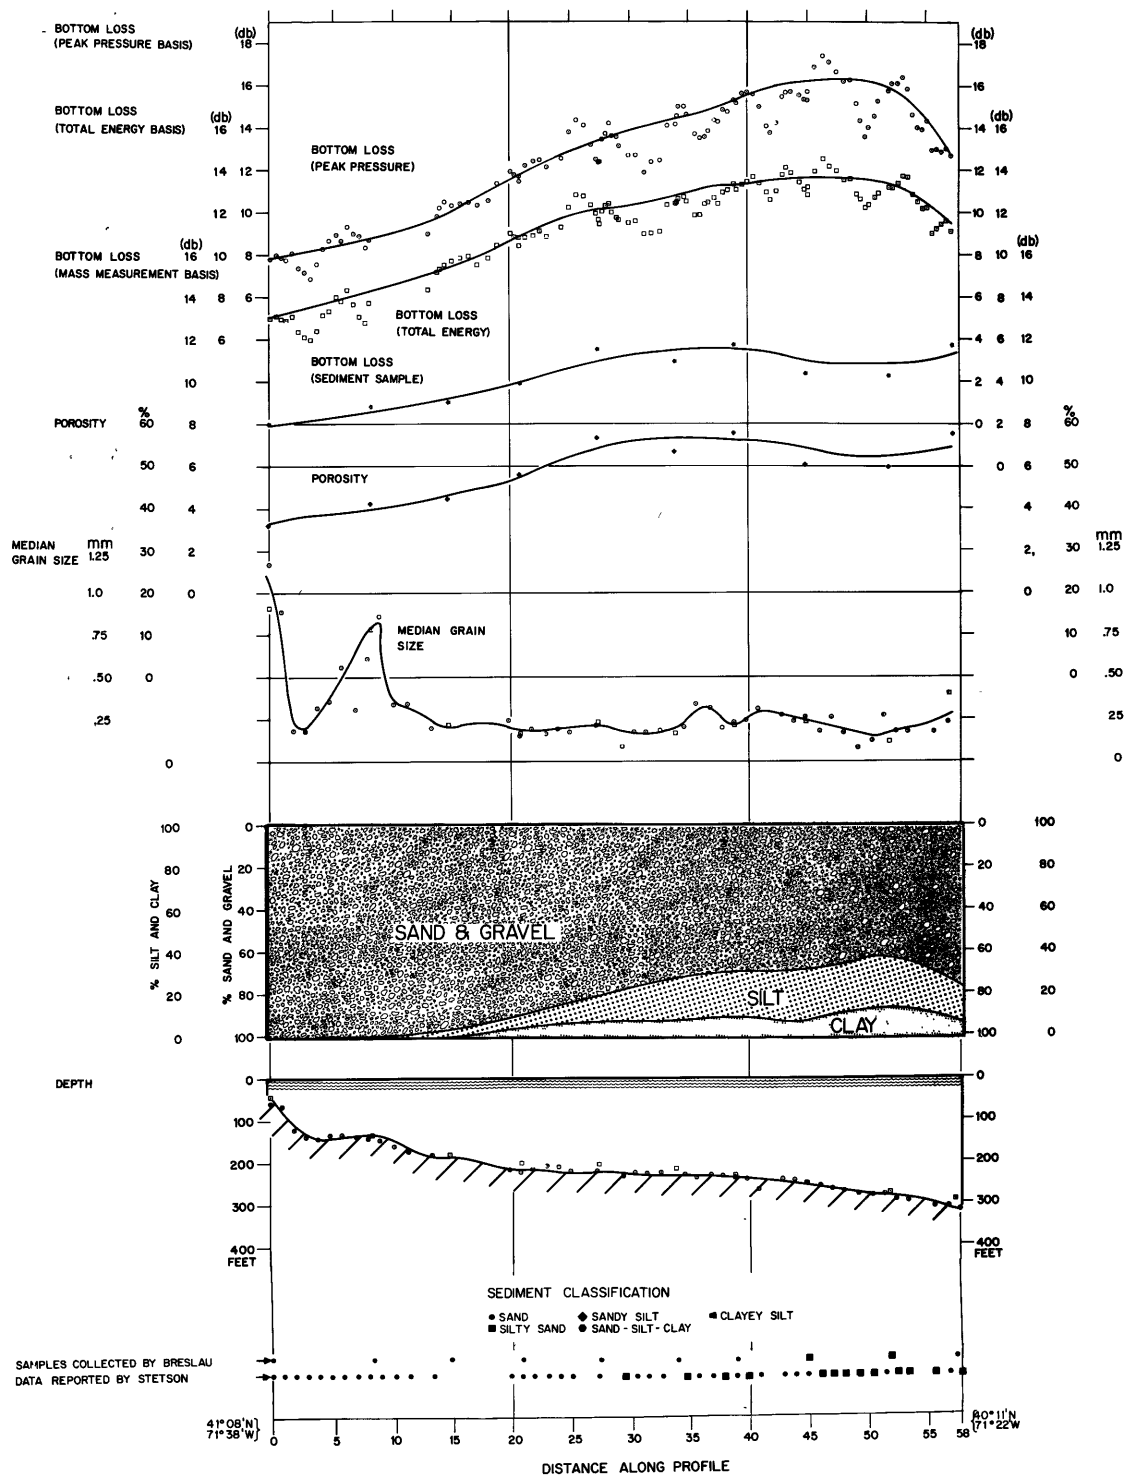 BOTTOM LOSS (db) (db)
(PEAK PRESSURE BASIS) 18 18
16 16
BOTTOM LOSS (db) (db)
(TOTAL ENERGY BASIS) 16 14 14 16
BOTTOM LOSS
(PEAK PRESSURE)
14 12 12 14
12 10 10 12
(db) (db)
BOTTOM LOSS 16 10 8 8 10 16
(MASS MEASUREMENT BASIS)
14 8 6 6 8 14
BOTTOM LOSS
(TOTAL ENERGY)
12 6 4 6 12
BOTTOM LOSS
(SEDIMENT SAMPLE)
10 2 4 10
% %
POROSITY 60 8 0 2 8 60
50 6 0 6 50
POROSITY
40 4 4 40
MEDIAN mm mm
GRAIN SIZE 1.25 30 2 2, 30 1.25
1.0 20 0 0 20 1.0
.75 10 10 .75
MEDIAN GRAIN
SIZE
.50 0 0 .50
.25 .25
0 0
100 0 0 100
80 20 20 80
60 40 40 60
% SILT AND CLAY
% SAND AND GRAVEL
SAND & GRAVEL
40 60 60 40
20 80 80 20
SILT
CLAY
0 100 100 0
DEPTH 0 0
100 100
200 200
300 300
400 400
FEET FEET
SEDIMENT CLASSIFICATION
SAND SANDY SILT CLAYEY SILT
SILTY SAND SAND-SILT-CLAY
SAMPLES COLLECTED BY BRESLAU
DATA REPORTED BY STETSON
41°08'N 40°11'N
71°38'W 71°22'W
0 5 10 15 20 25 30 35 40 45 50 55 58
DISTANCE ALONG PROFILE